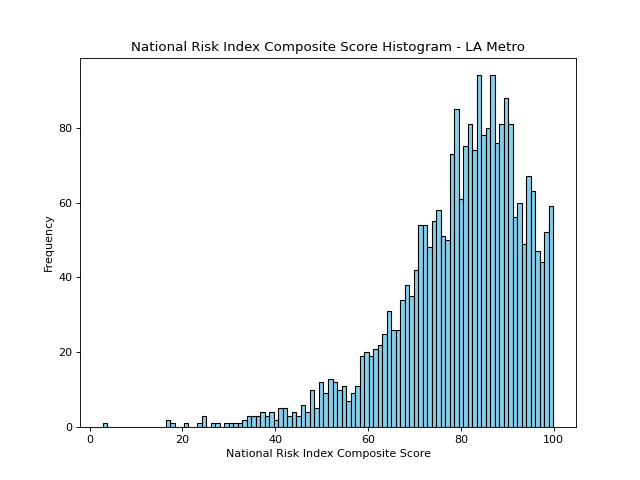 National Risk Index Composite Score Histogram - LA Metro
80
60
40
20
0
Frequency
0 20 40 60 80 100
National Risk Index Composite Score